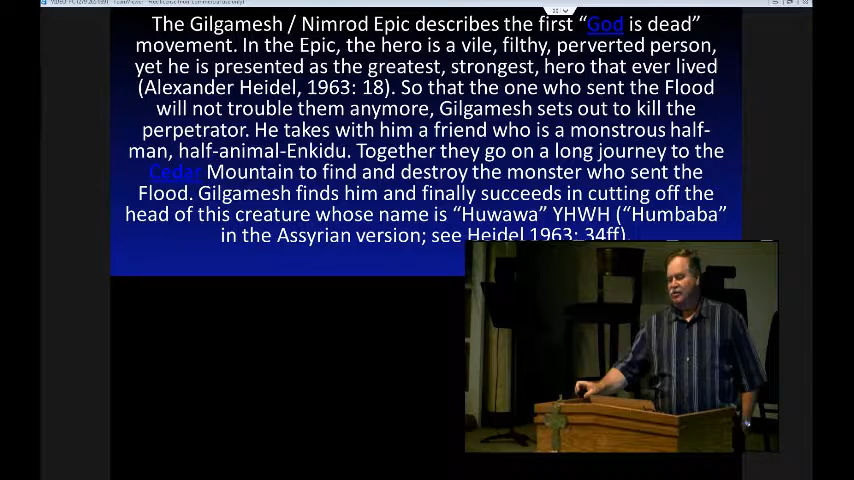 The Gilgamesh / Nimrod Epic describes the first “God is dead”
movement. In the Epic, the hero is a vile, filthy, perverted person,
yet he is presented as the greatest, strongest, hero that ever lived
(Alexander Heidel, 1963: 18). So that the one who sent the Flood
will not trouble them anymore, Gilgamesh sets out to kill the
perpetrator. He takes with him a friend who is a monstrous half-
man, half-animal-Enkidu. Together they go on a long journey to the
Cedar Mountain to find and destroy the monster who sent the
Flood. Gilgamesh finds him and finally succeeds in cutting off the
head of this creature whose name is “Huwawa” YHWH (“Humbaba”
in the Assyrian version; see Heidel 1963: 34ff).